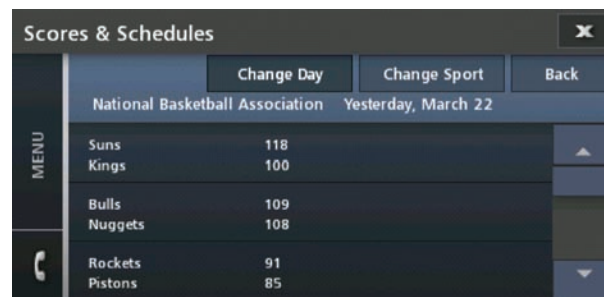 Scores & Schedules
Change Day Change Sport Back
National Basketball Association Yesterday, March 22
MENU
Suns 118
Kings 100
Bulls 109
Nuggets 108
Rockets 91
Pistons 85